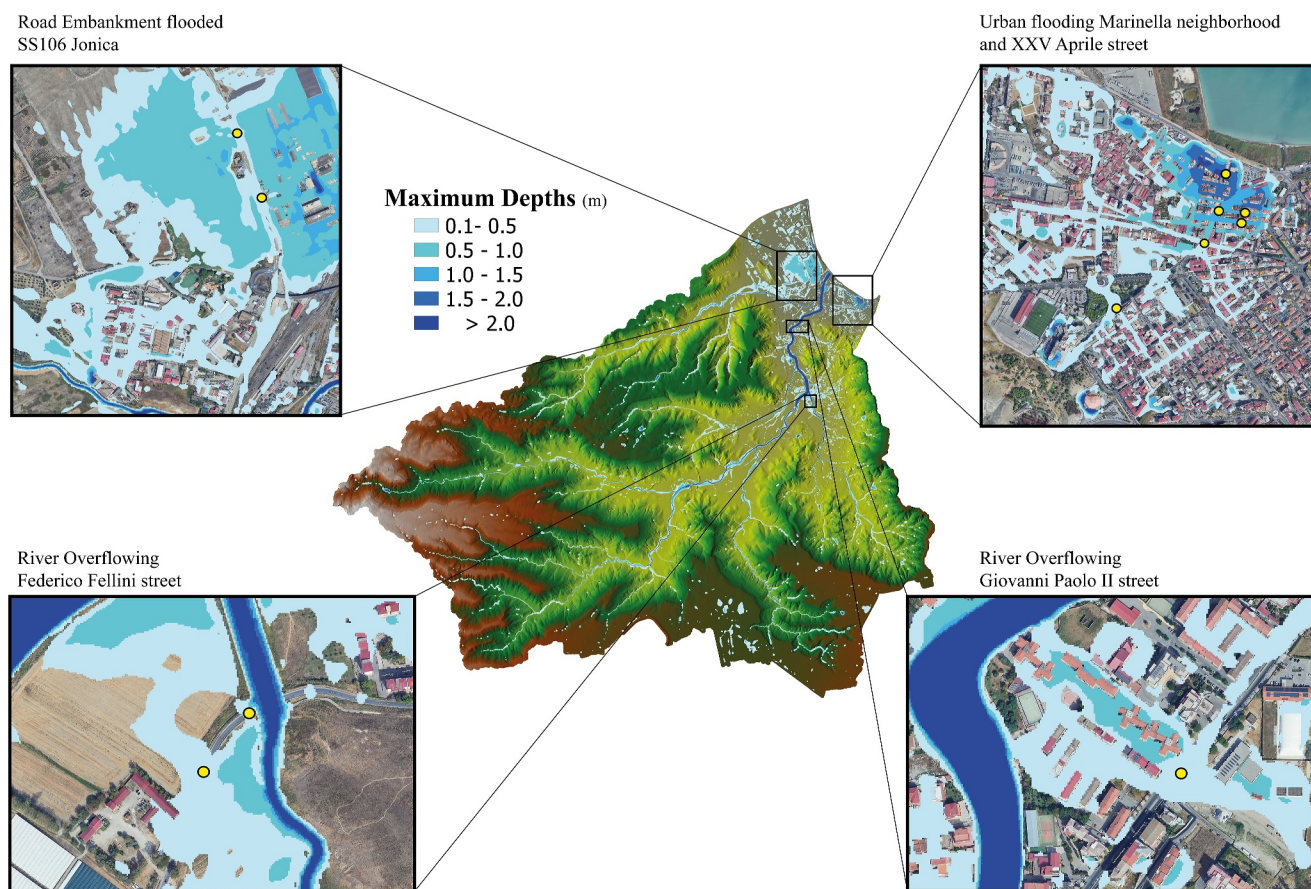 Road Embankment flooded
SS106 Jonica
Urban flooding Marinella neighborhood
and XXV Aprile street
Maximum Depths (m)
0.1- 0.5
0.5 - 1.0
1.0 - 1.5
1.5 - 2.0
> 2.0
River Overflowing
Federico Fellini street
River Overflowing
Giovanni Paolo II street